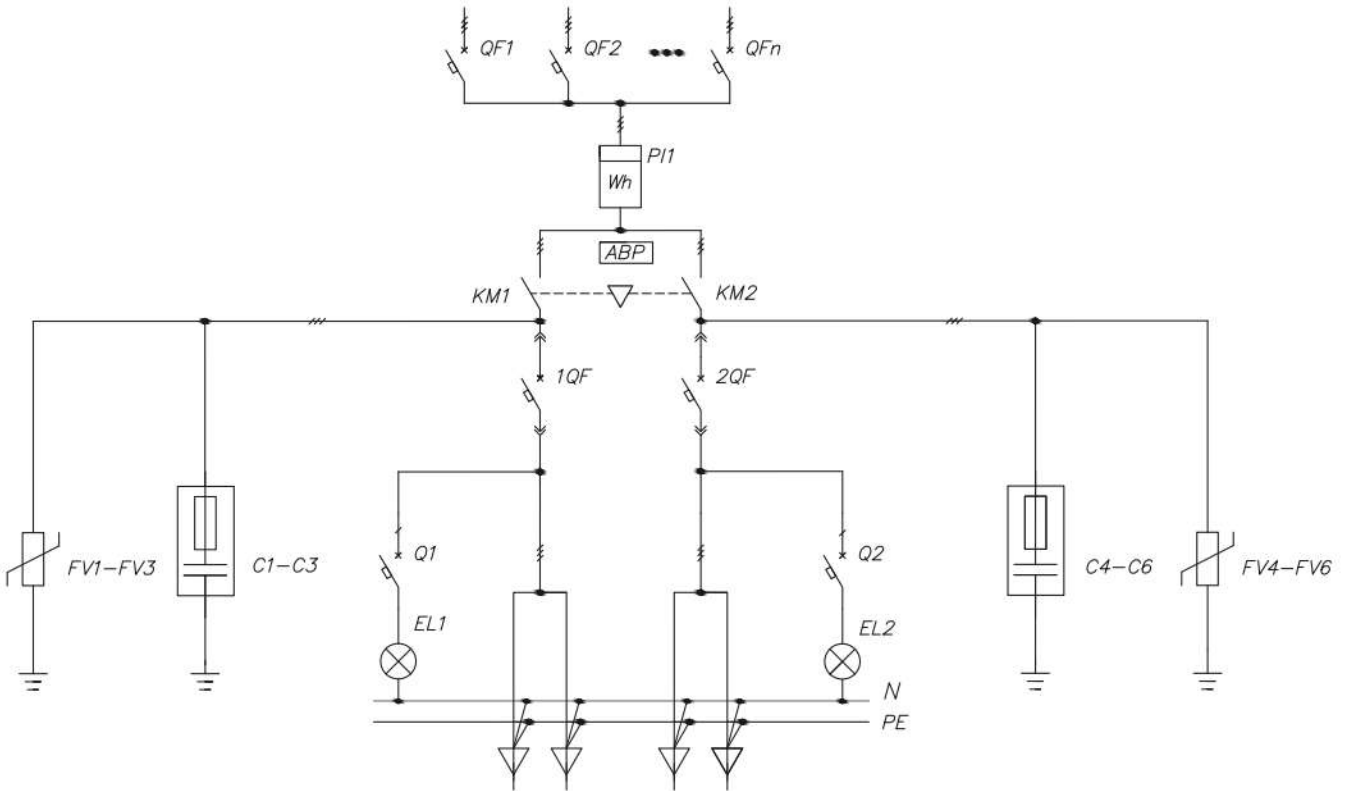 QF1
QF2
QFn
PI1
Wh
АВР
KM1
KM2
1QF
2QF
Q1
Q2
FV1–FV3
C1–C3
C4–C6
FV4–FV6
EL1
EL2
N
PE